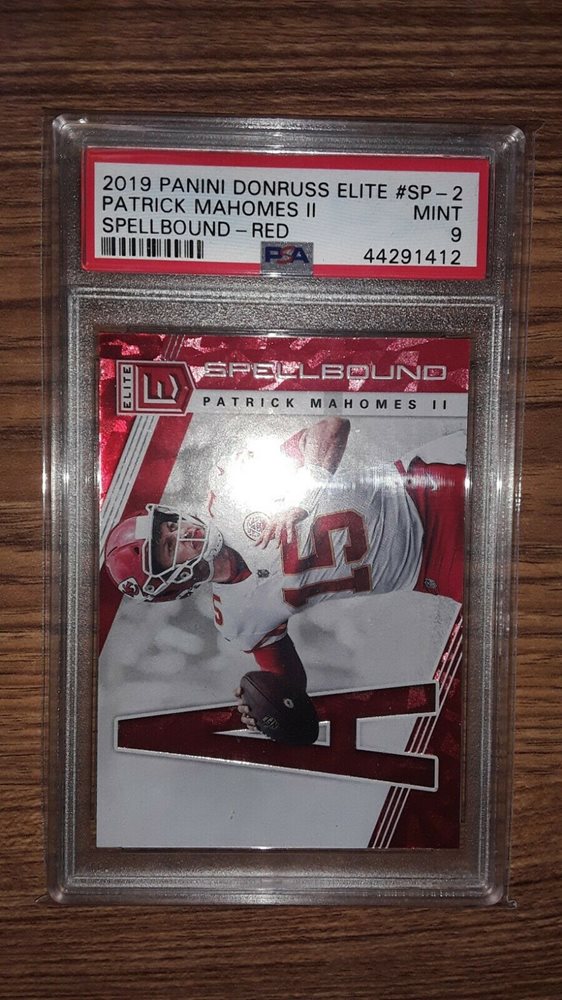 2019 PANINI DONRUSS ELITE #SP-2
PATRICK MAHOMES II MINT
SPELLBOUND-RED 9
PSA 44291412
ELITE E SPELLBOUND
PATRICK MAHOMES II
15
15
A